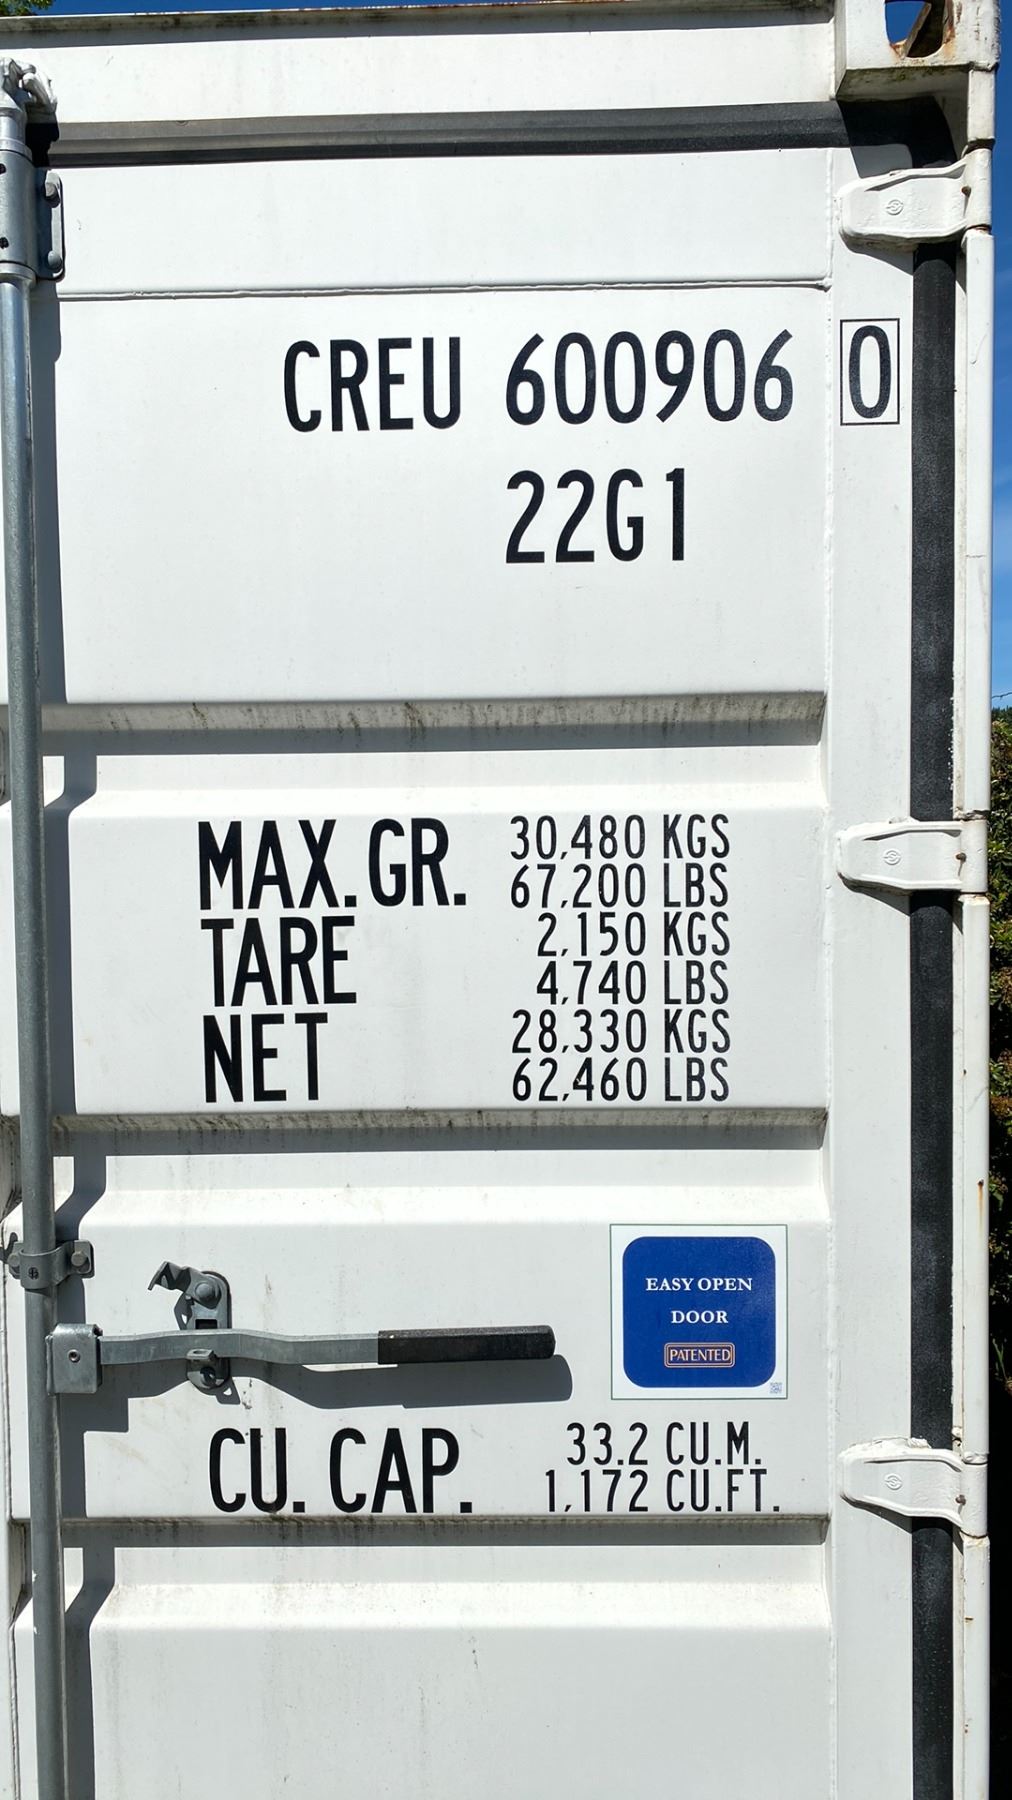 CREU 600906 0
22G1
MAX. GR. 30,480 KGS
67,200 LBS
TARE 2,150 KGS
4,740 LBS
NET 28,330 KGS
62,460 LBS
EASY OPEN
DOOR
PATENTED
CU. CAP. 33.2 CU.M.
1,172 CU.FT.